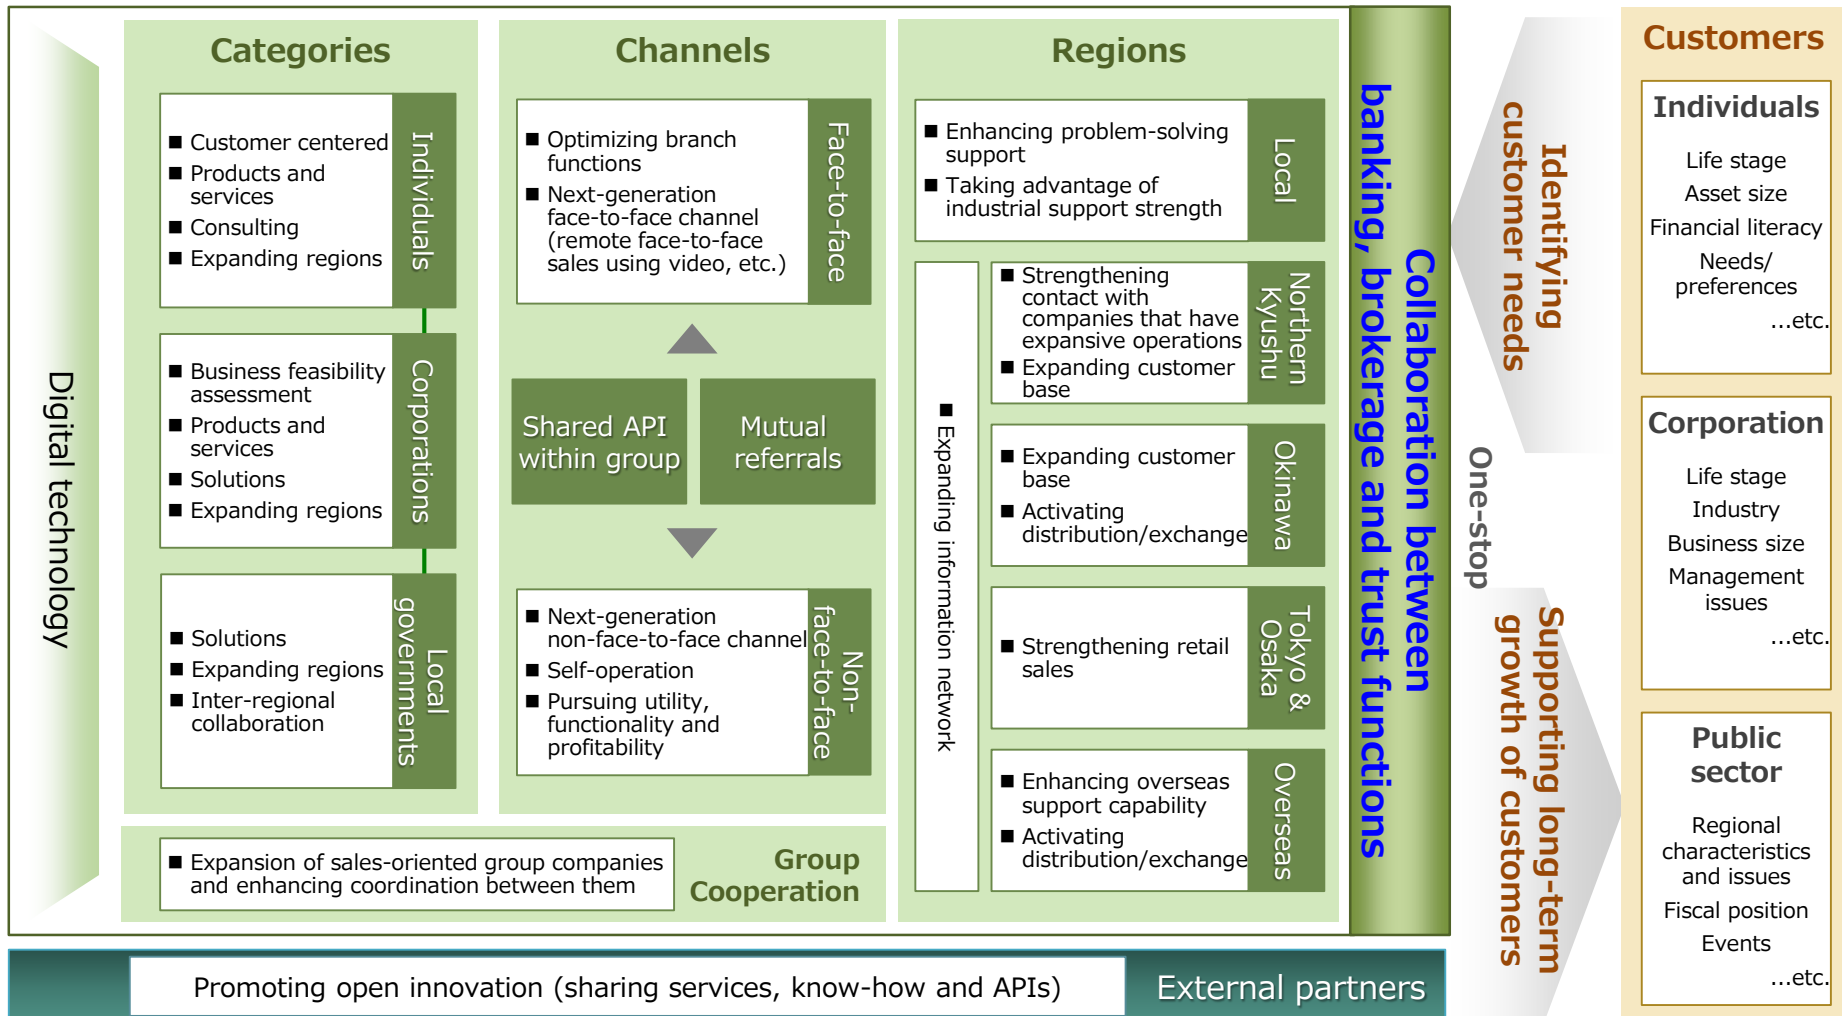 Digital technology
Categories
■ Customer centered
■ Products and
services
■ Consulting
■ Expanding regions
Individuals
■ Business feasibility
assessment
■ Products and
services
■ Solutions
■ Expanding regions
Corporations
■ Solutions
■ Expanding regions
■ Inter-regional
collaboration
Local
governments
Channels
■ Optimizing branch
functions
■ Next-generation
face-to-face channel
(remote face-to-face
sales using video, etc.)
Face-to-face
Shared API
within group
Mutual
referrals
■ Next-generation
non-face-to-face channel
■ Self-operation
■ Pursuing utility,
functionality and
profitability
Non-
face-to-face
■ Expansion of sales-oriented group companies
and enhancing coordination between them
Group
Cooperation
Regions
■ Enhancing problem-solving
support
■ Taking advantage of
industrial support strength
Local
■ Expanding information network
■ Strengthening
contact with
companies that have
expansive operations
■ Expanding customer
base
Northern
Kyushu
■ Expanding customer
base
■ Activating
distribution/exchange
Okinawa
■ Strengthening retail
sales
Tokyo &
Osaka
■ Enhancing overseas
support capability
■ Activating
distribution/exchange
Overseas
Collaboration between
banking, brokerage and trust functions
Identifying
customer needs
One-stop
Supporting long-term
growth of customers
Customers
Individuals
Life stage
Asset size
Financial literacy
Needs/
preferences
...etc.
Corporation
Life stage
Industry
Business size
Management
issues
...etc.
Public
sector
Regional
characteristics
and issues
Fiscal position
Events
...etc.
Promoting open innovation (sharing services, know-how and APIs)
External partners